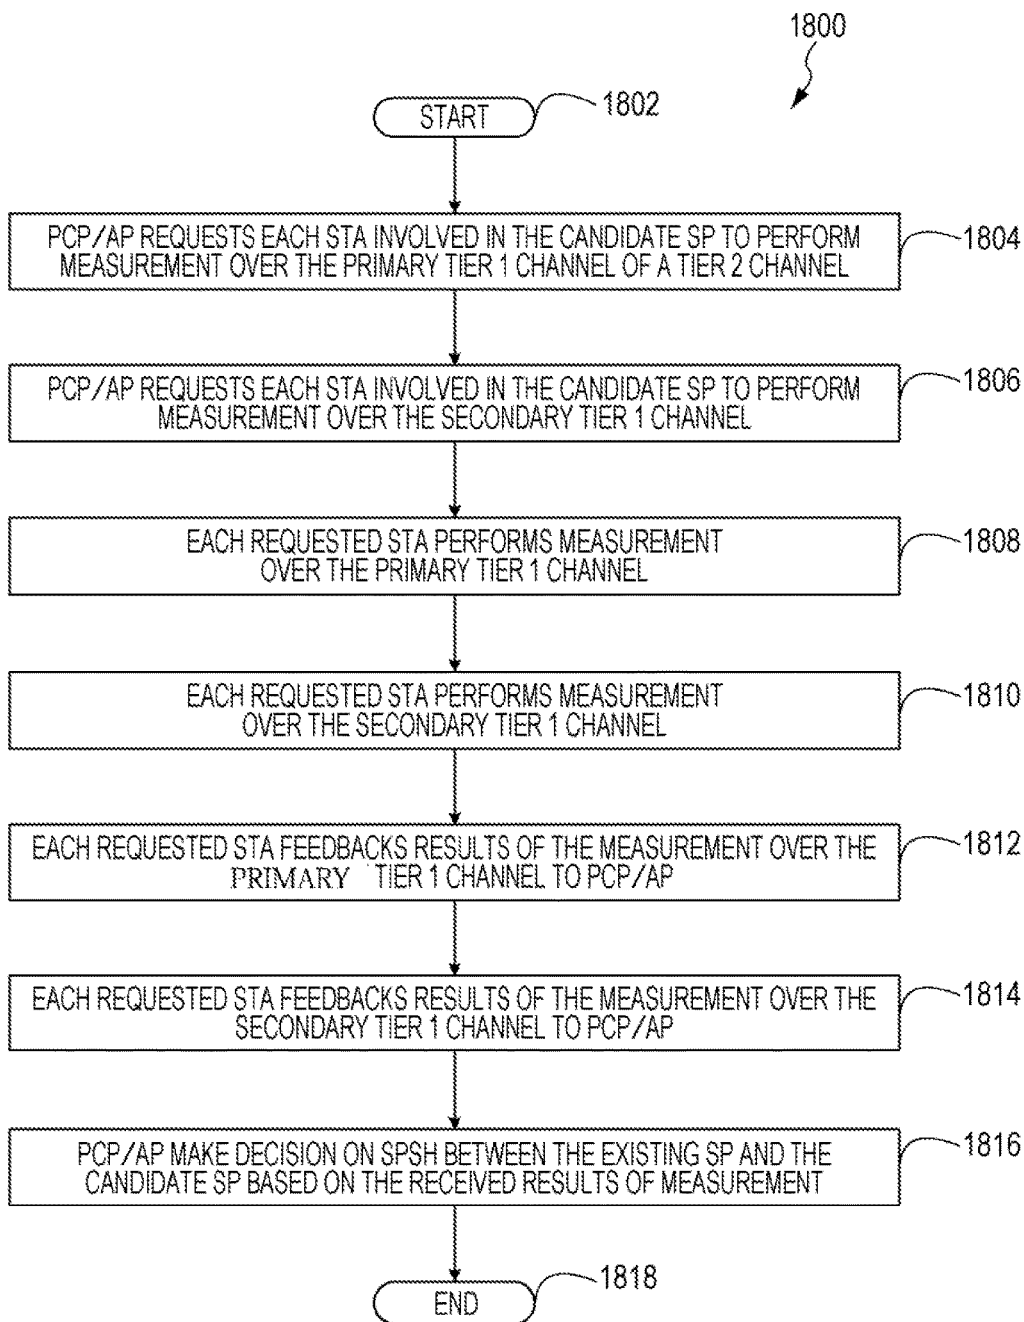 1800
START
1802
PCP/AP REQUESTS EACH STA INVOLVED IN THE CANDIDATE SP TO PERFORM
MEASUREMENT OVER THE PRIMARY TIER 1 CHANNEL OF A TIER 2 CHANNEL
1804
PCP/AP REQUESTS EACH STA INVOLVED IN THE CANDIDATE SP TO PERFORM
MEASUREMENT OVER THE SECONDARY TIER 1 CHANNEL
1806
EACH REQUESTED STA PERFORMS MEASUREMENT
OVER THE PRIMARY TIER 1 CHANNEL
1808
EACH REQUESTED STA PERFORMS MEASUREMENT
OVER THE SECONDARY TIER 1 CHANNEL
1810
EACH REQUESTED STA FEEDBACKS RESULTS OF THE MEASUREMENT OVER THE
PRIMARY TIER 1 CHANNEL TO PCP/AP
1812
EACH REQUESTED STA FEEDBACKS RESULTS OF THE MEASUREMENT OVER THE
SECONDARY TIER 1 CHANNEL TO PCP/AP
1814
PCP/AP MAKE DECISION ON SPSH BETWEEN THE EXISTING SP AND THE
CANDIDATE SP BASED ON THE RECEIVED RESULTS OF MEASUREMENT
1816
END
1818